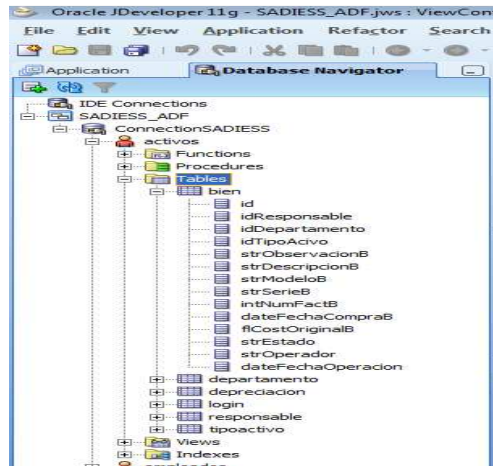 Oracle JDeveloper 11g - SADIESS_ADF.jws : ViewCon
File Edit View Application Refactor Search
Application Database Navigator
IDE Connections
SADIESS_ADF
ConnectionSADIESS
activos
Functions
Procedures
Tables
bien
id
idResponsable
idDepartamento
idTipoAcivo
strObservacionB
strDescripcionB
strModeloB
strSerieB
intNumFactB
dateFechaCompraB
flCostOriginalB
strEstado
strOperador
dateFechaOperacion
departamento
depreciacion
login
responsable
tipoactivo
Views
Indexes